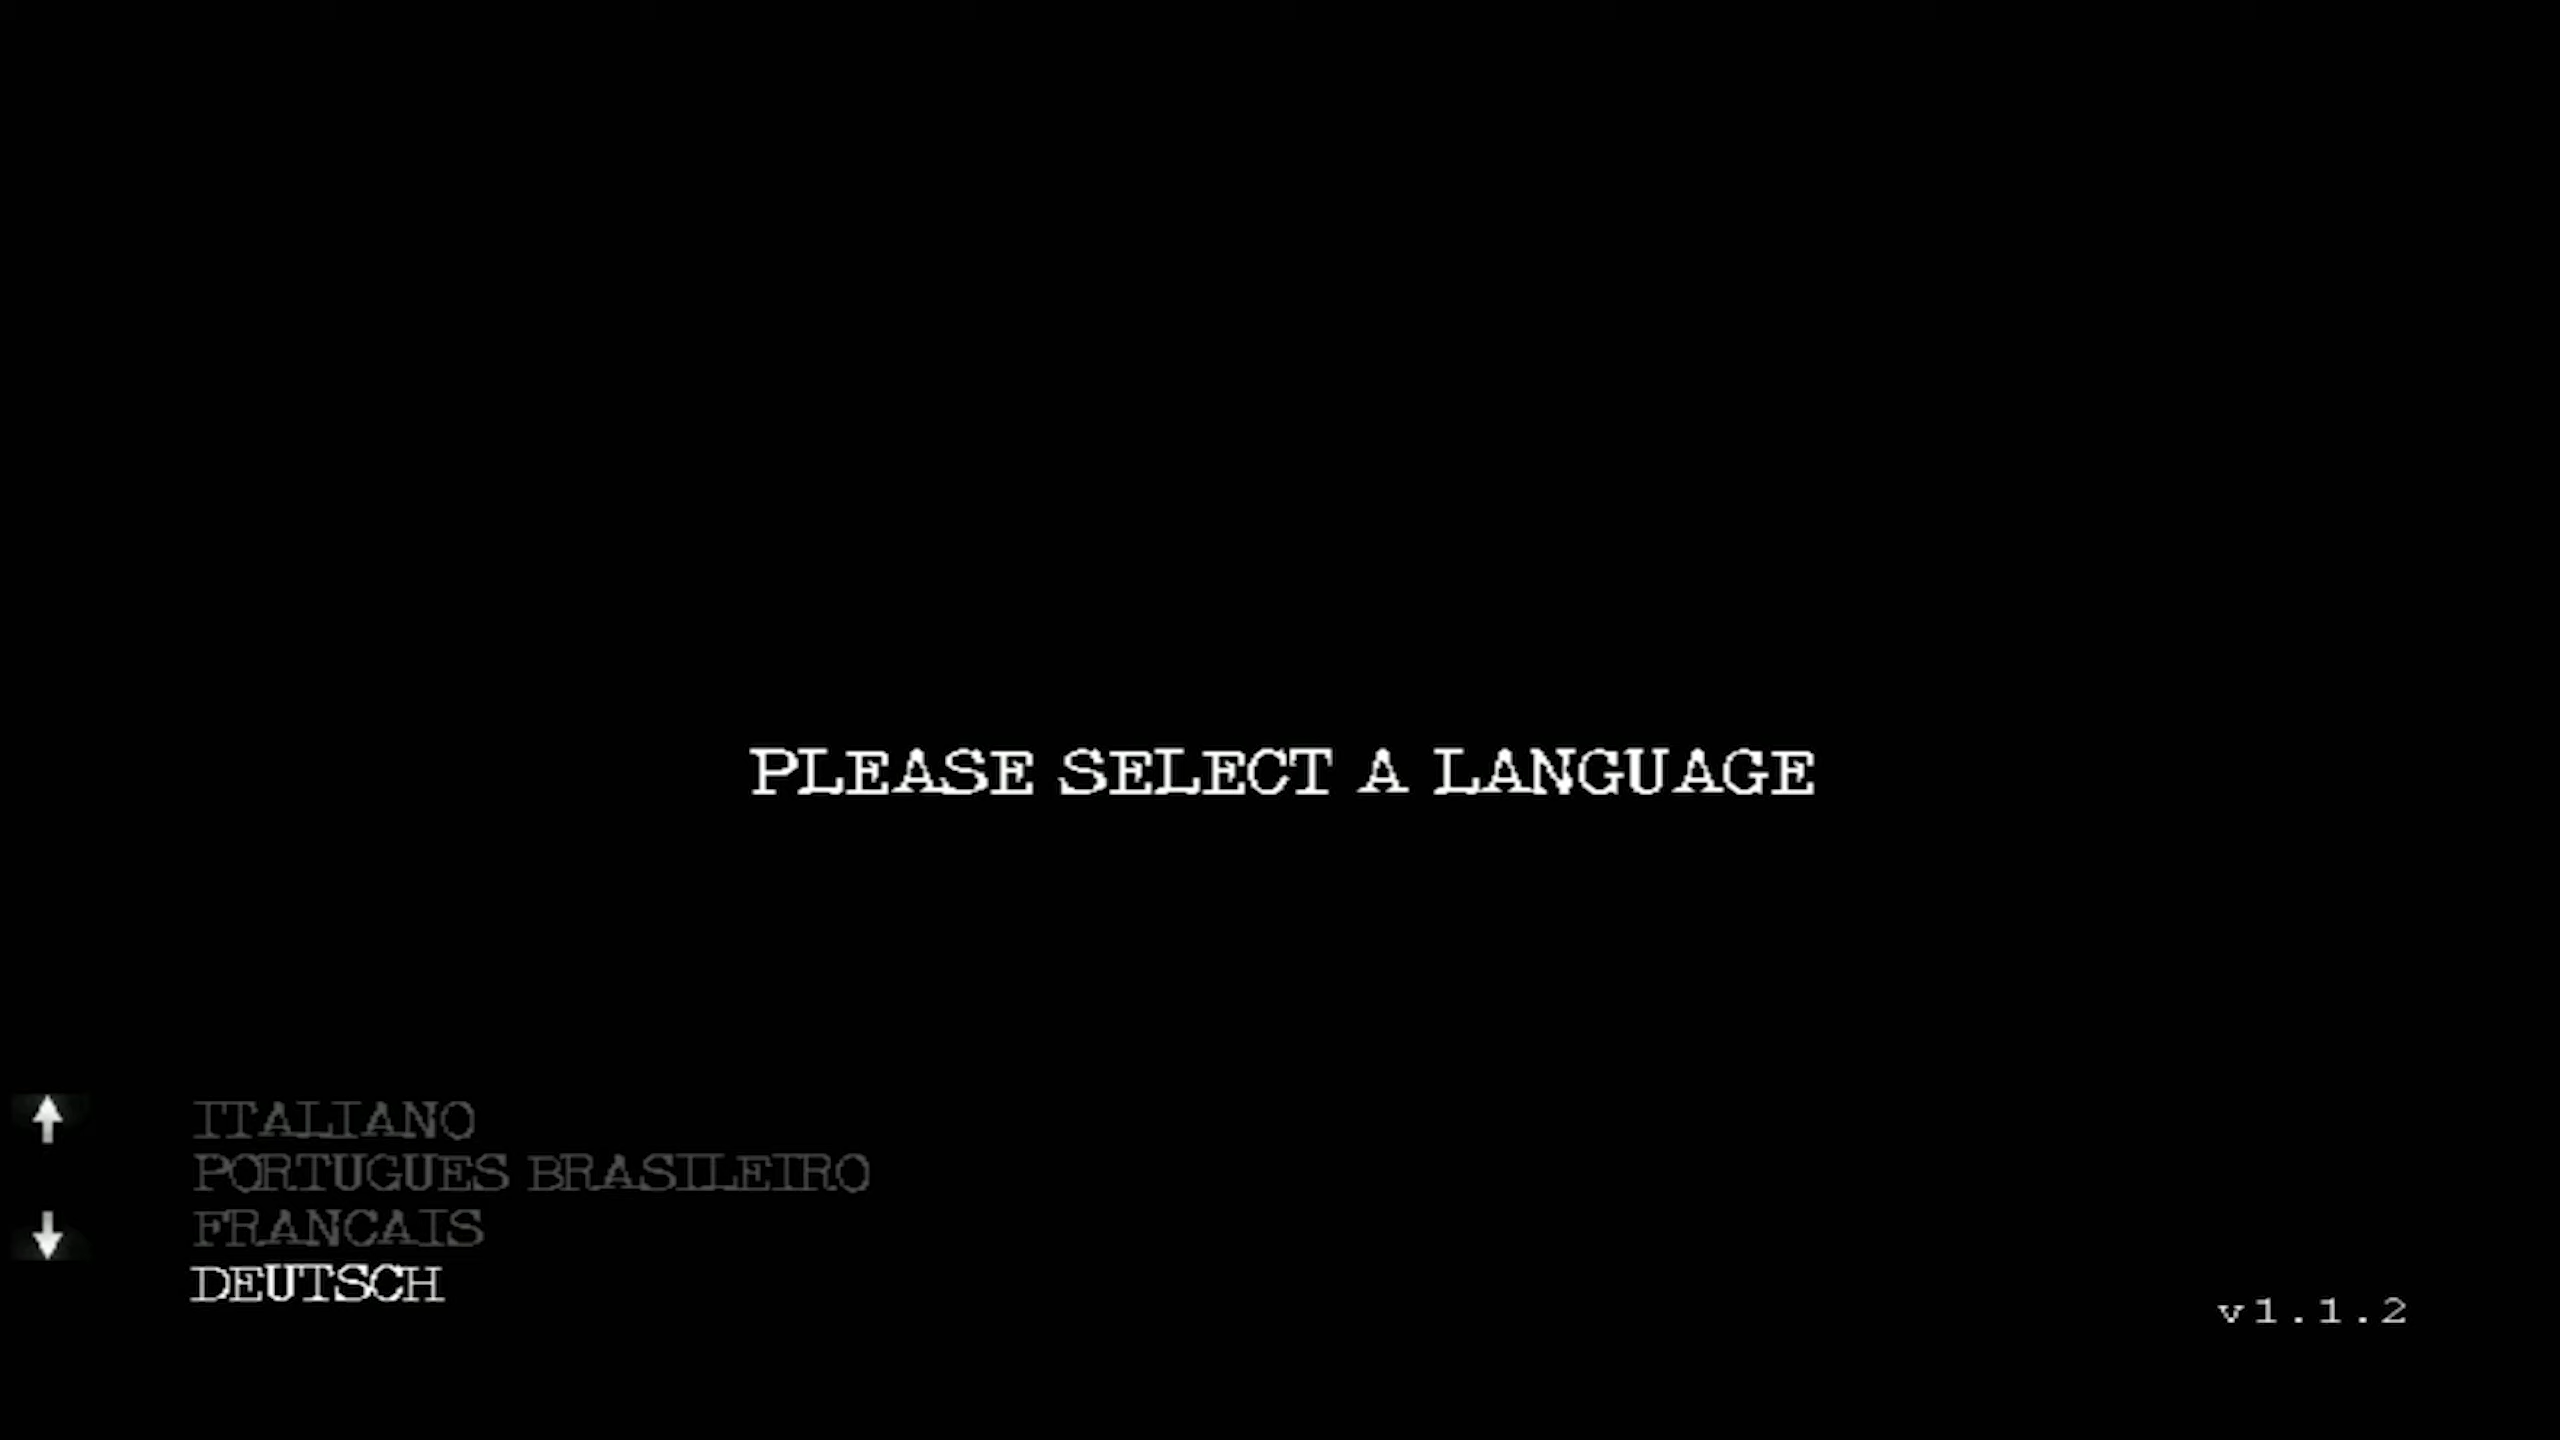 PLEASE SELECT A LANGUAGE
ITALIANO
PORTUGUES BRASILEIRO
FRANCAIS
DEUTSCH
v1.1.2